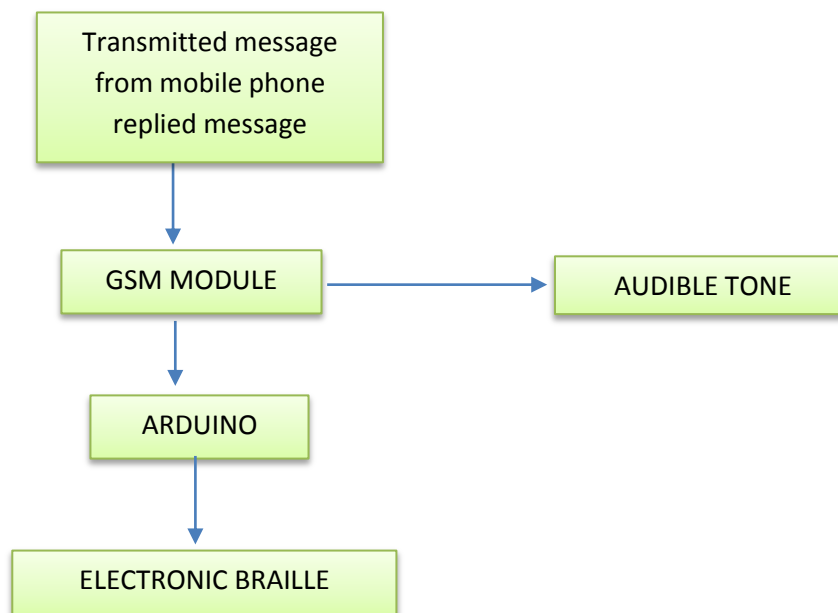 Transmitted message
from mobile phone
replied message
GSM MODULE
AUDIBLE TONE
ARDUINO
ELECTRONIC BRAILLE